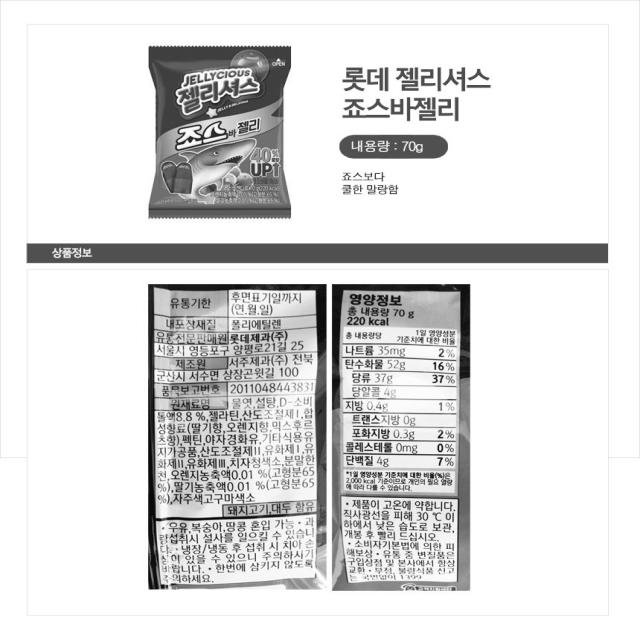 OPEN
JELLYCIOUS
젤리셔스
JELLY & DELICIOUS
죠스바 젤리
40%
UP↑
롯데 젤리셔스
죠스바젤리
내용량 : 70g
죠스보다
쿨한 말랑함
상품정보
유통기한 후면표기일까지
(연.월.일)
내포장재질 폴리에틸렌
유통전문판매원 롯데제과(주)
서울시 영등포구 양평로21길 25
제조원 서주제과(주) 전북
군산시 서수면 상장곤윗길 100
품목보고번호 2011048443831
원재료명 물엿,설탕,D-소비
톨액8.8 %,젤라틴,산도조절제Ⅰ,합
성향료(딸기향,오렌지향,믹스후르
츠향),펙틴,야자경화유,기타식용유
지가공품,산도조절제Ⅱ,유화제Ⅰ,유
화제Ⅱ,유화제Ⅲ,치자청색소,분말한
천,오렌지농축액0.01 %(고형분65
%),딸기농축액0.01 %(고형분65
%),자주색고구마색소
돼지고기,대두 함유
• 우유,복숭아,땅콩 혼입 가능 • 과
량섭취시 설사를 일으킬 수 있습니
다. • 냉장/냉동 후 섭취 시 치아 손
상이 있을 수 있으니 주의하시기
바랍니다. • 한번에 삼키지 않도록
주의하세요.
영양정보
총 내용량 70 g
220 kcal
총 내용량당 1일 영양성분
기준치에 대한 비율
나트륨 35mg 2%
탄수화물 52g 16%
당류 37g 37%
당알콜 4g
지방 0.4g 1%
트랜스지방 0g
포화지방 0.3g 2%
콜레스테롤 0mg 0%
단백질 4g 7%
*1일 영양성분 기준치에 대한 비율(%)은
2,000 kcal 기준이므로 개인의 필요 열량
에 따라 다를 수 있습니다.
• 제품이 고온에 약합니다.
직사광선을 피해 30 ℃ 이
하에서 낮은 습도로 보관,
개봉 후 빨리 드십시오.
• 소비자기본법에 의한 피
해보상 • 유통 중 변질품은
구입상점 및 본사에서 항상
교환 • 부정, 불량식품 신고
는 국번없이 1399